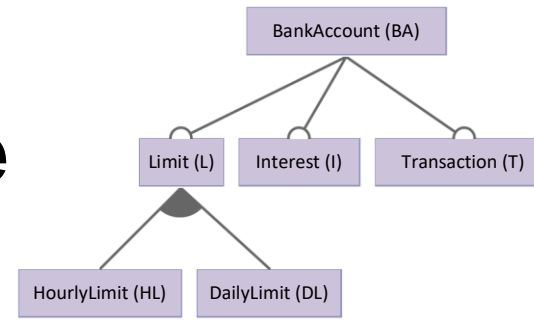 BankAccount (BA)
e
Limit (L)
Interest (I)
Transaction (T)
HourlyLimit (HL)
DailyLimit (DL)